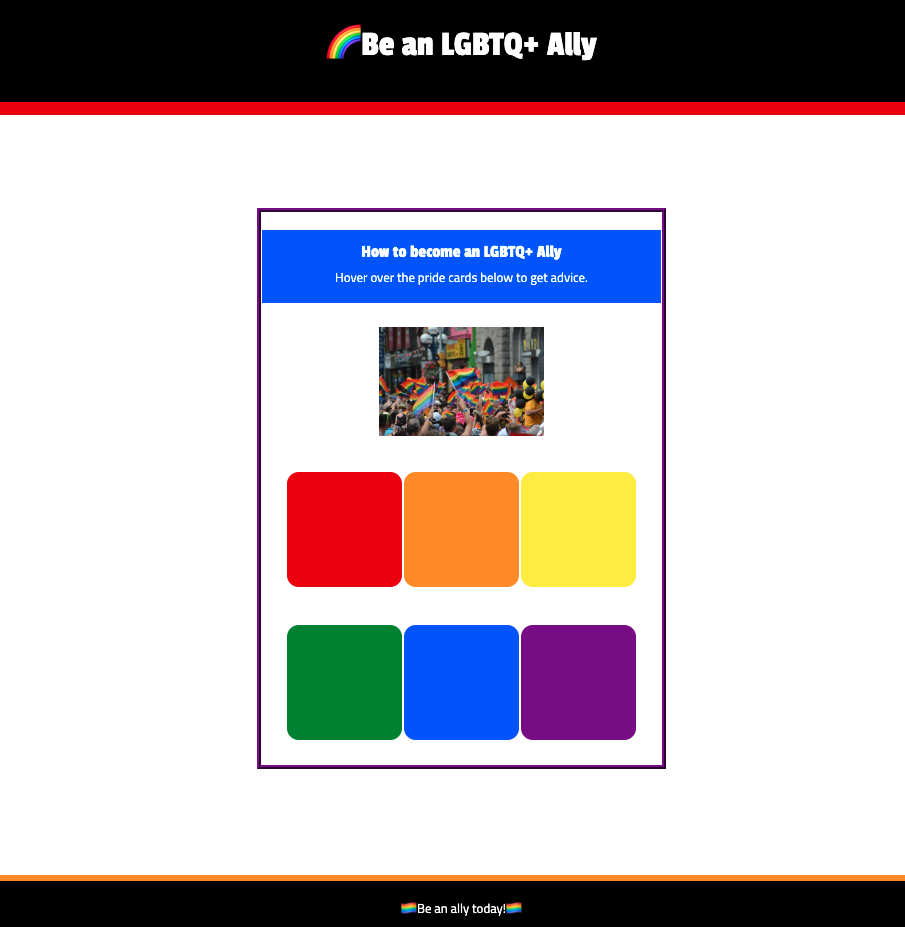 🌈Be an LGBTQ+ Ally
How to become an LGBTQ+ Ally
Hover over the pride cards below to get advice.
Be an ally today!